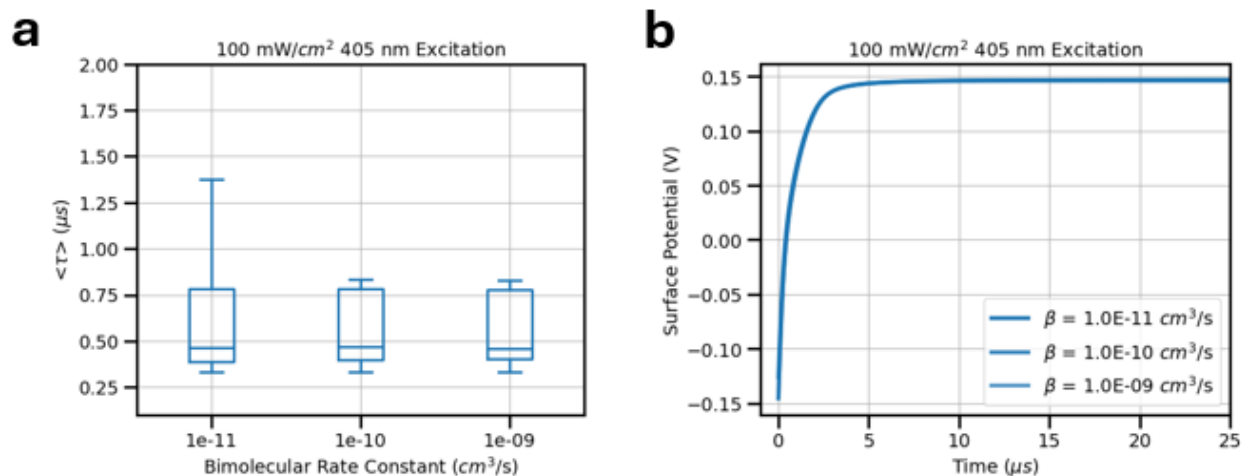 a
100 mW/cm² 405 nm Excitation
2.00
1.75
1.50
1.25
1.00
0.75
0.50
0.25
<τ> (μs)
1e-11 1e-10 1e-09
Bimolecular Rate Constant (cm³/s)
b
100 mW/cm² 405 nm Excitation
0.15
0.10
0.05
0.00
−0.05
−0.10
−0.15
Surface Potential (V)
β = 1.0E-11 cm³/s
β = 1.0E-10 cm³/s
β = 1.0E-09 cm³/s
0 5 10 15 20 25
Time (μs)